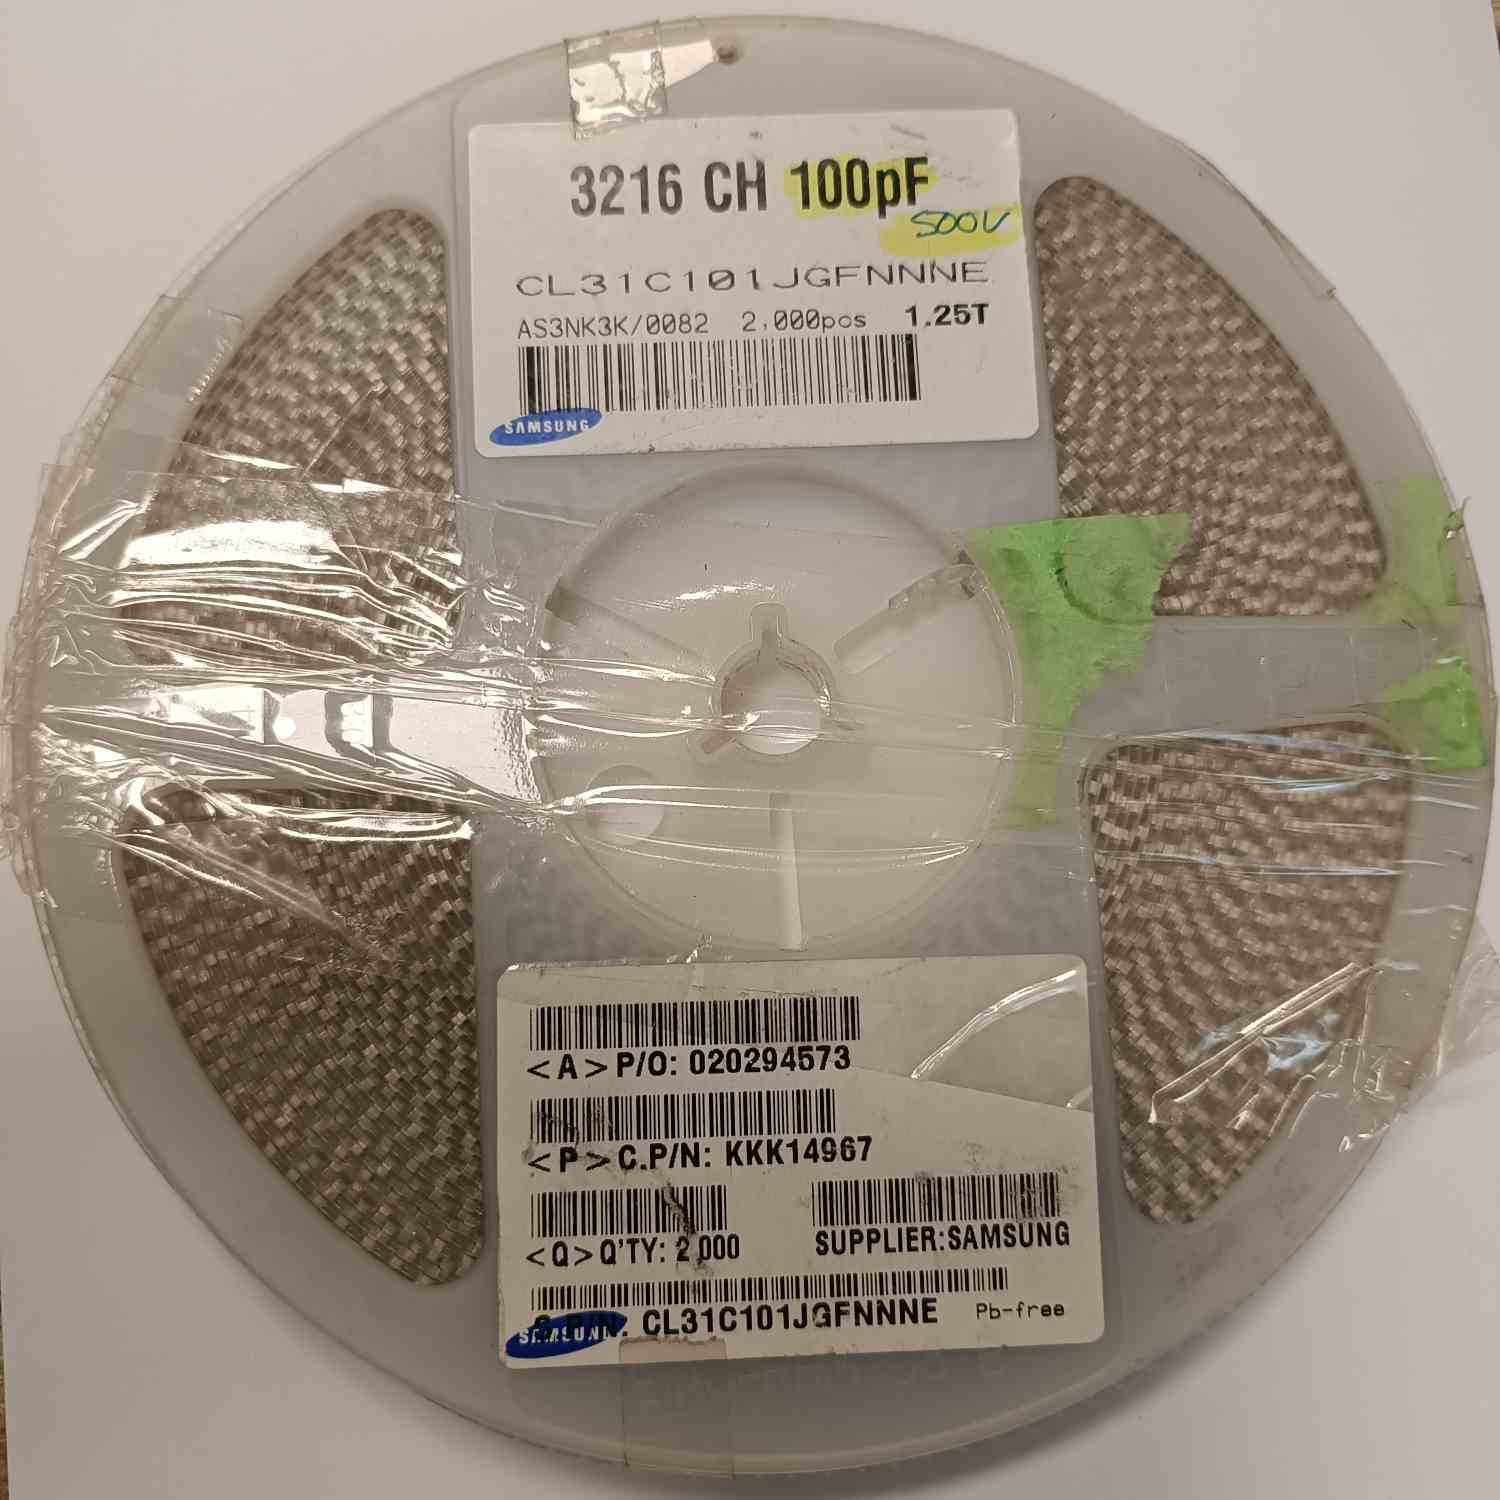 3216 CH 100pF
500V
CL31C101JGFNNNE
AS3NK3K/0082 2,000pcs 1.25T
SAMSUNG
<A> P/O: 020294573
<P> C.P/N: KKK14967
<Q> Q'TY: 2,000 SUPPLIER:SAMSUNG
S.P/N: CL31C101JGFNNNE Pb-free
SAMSUNG